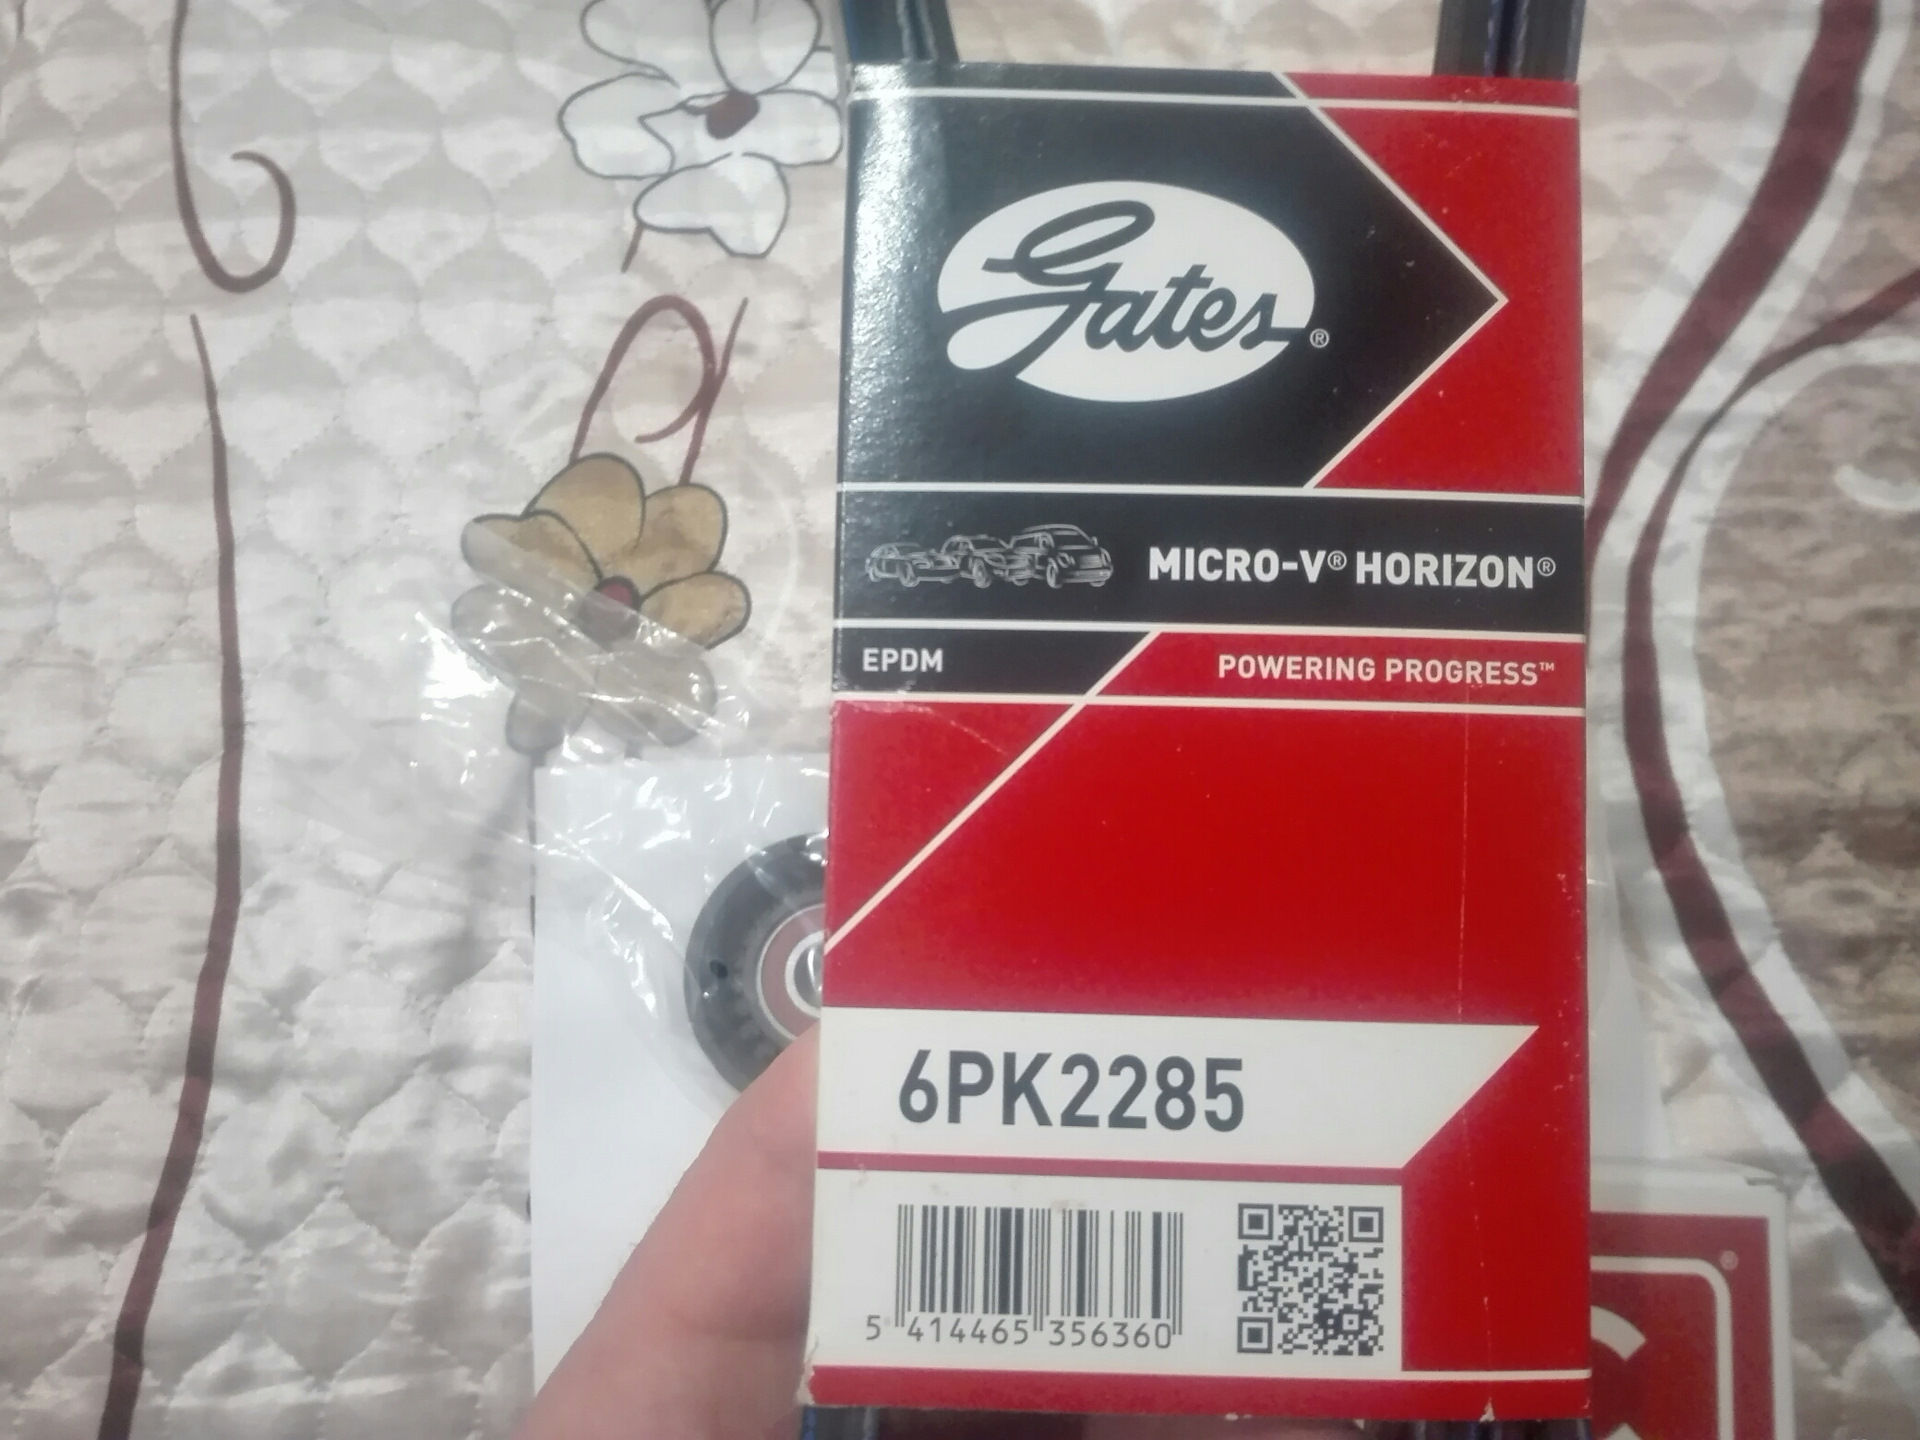 Gates®
MICRO-V® HORIZON®
EPDM
POWERING PROGRESS™
6PK2285
5 414465 356360
®